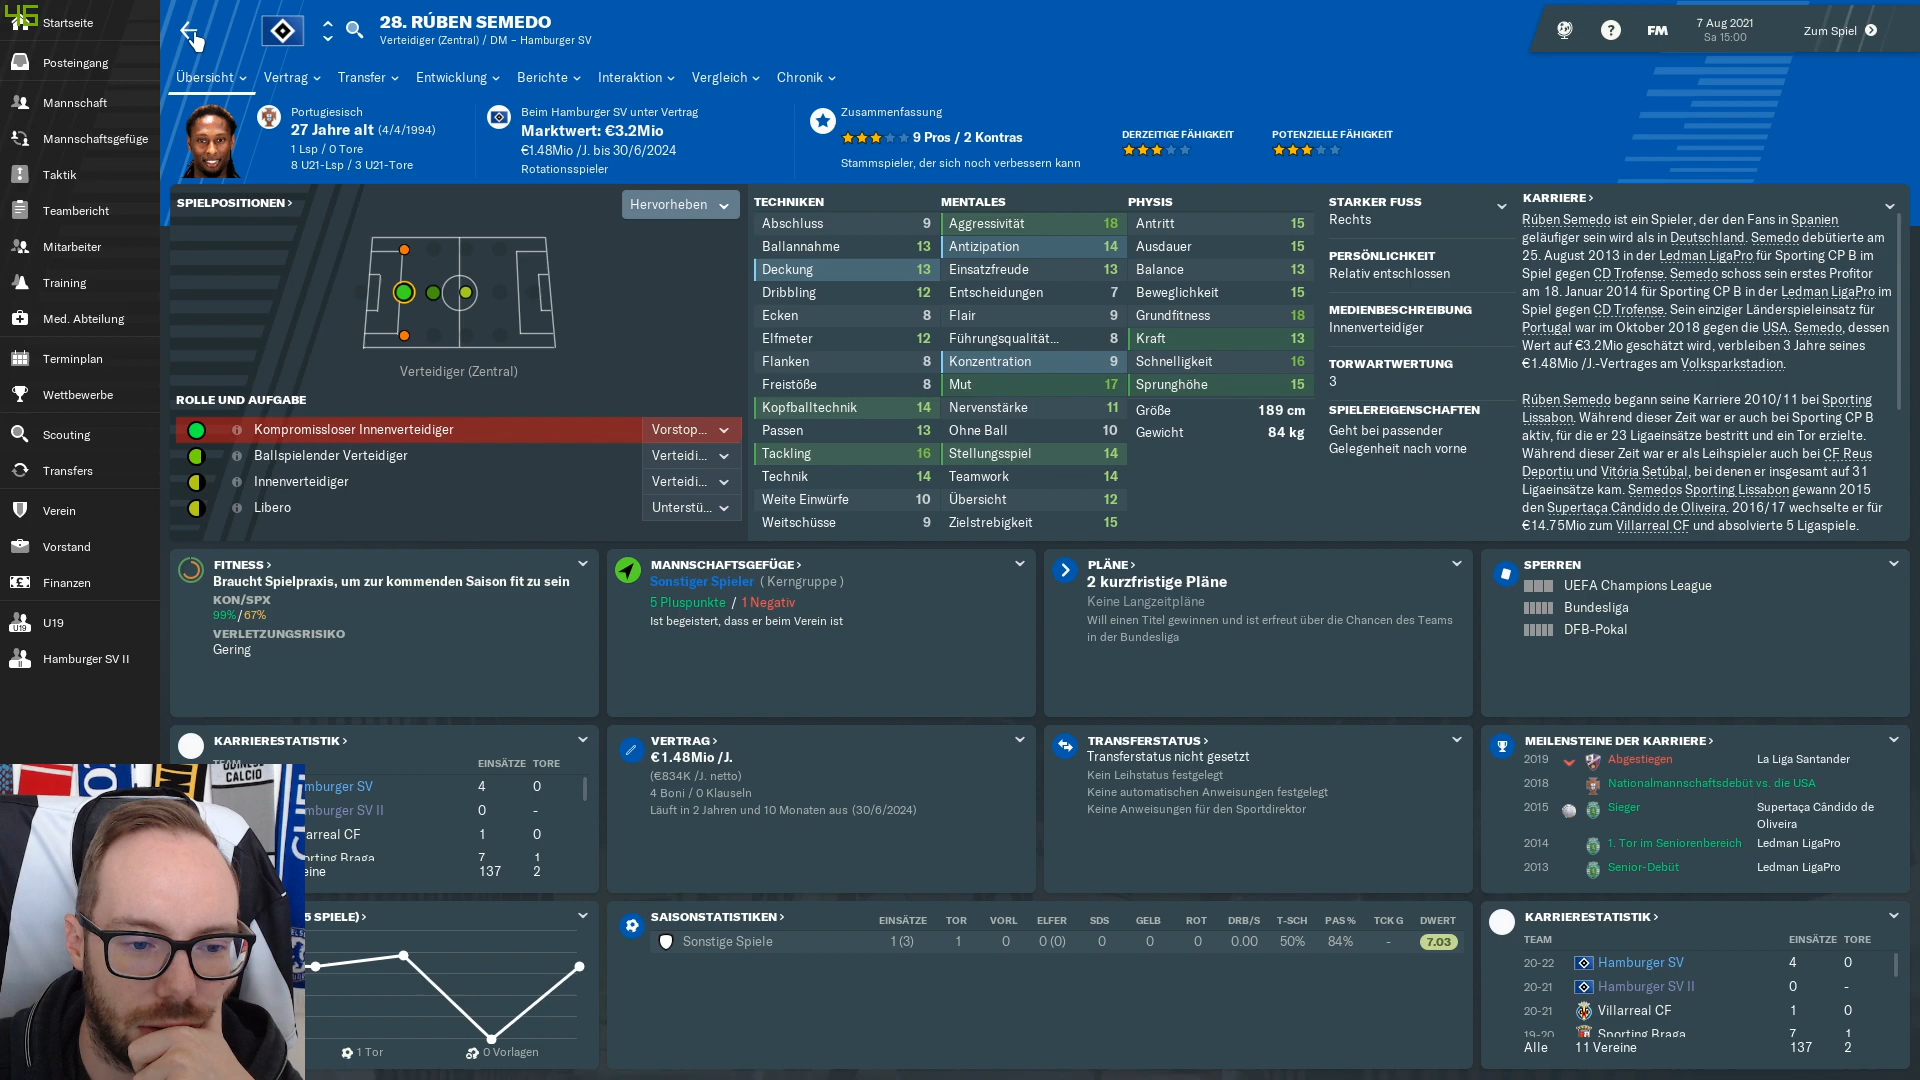 46
Startseite
Posteingang
Mannschaft
Mannschaftsgefüge
Taktik
Teambericht
Mitarbeiter
Training
Med. Abteilung
Terminplan
Wettbewerbe
Scouting
Transfers
Verein
Vorstand
Finanzen
U19
Hamburger SV II
28. RÚBEN SEMEDO
Verteidiger (Zentral) / DM – Hamburger SV
FM
7 Aug 2021
Sa 15:00
Zum Spiel
Übersicht Vertrag Transfer Entwicklung Berichte Interaktion Vergleich Chronik
Portugiesisch
27 Jahre alt (4/4/1994)
1 Lsp / 0 Tore
8 U21-Lsp / 3 U21-Tore
Beim Hamburger SV unter Vertrag
Marktwert: €3.2Mio
€1.48Mio /J. bis 30/6/2024
Rotationsspieler
Zusammenfassung
9 Pros / 2 Kontras
Stammspieler, der sich noch verbessern kann
DERZEITIGE FÄHIGKEIT
POTENZIELLE FÄHIGKEIT
SPIELPOSITIONEN
Hervorheben
Verteidiger (Zentral)
ROLLE UND AUFGABE
Kompromissloser Innenverteidiger Vorstop...
Ballspielender Verteidiger Verteidi...
Innenverteidiger Verteidi...
Libero Unterstü...
TECHNIKEN
Abschluss 9
Ballannahme 13
Deckung 13
Dribbling 12
Ecken 8
Elfmeter 12
Flanken 8
Freistöße 8
Kopfballtechnik 14
Passen 13
Tackling 16
Technik 14
Weite Einwürfe 10
Weitschüsse 9
MENTALES
Aggressivität 18
Antizipation 14
Einsatzfreude 13
Entscheidungen 7
Flair 9
Führungsqualität... 8
Konzentration 9
Mut 17
Nervenstärke 11
Ohne Ball 10
Stellungsspiel 14
Teamwork 14
Übersicht 12
Zielstrebigkeit 15
PHYSIS
Antritt 15
Ausdauer 15
Balance 13
Beweglichkeit 15
Grundfitness 18
Kraft 13
Schnelligkeit 16
Sprunghöhe 15
Größe 189 cm
Gewicht 84 kg
STARKER FUSS
Rechts
PERSÖNLICHKEIT
Relativ entschlossen
MEDIENBESCHREIBUNG
Innenverteidiger
TORWARTWERTUNG
3
SPIELEREIGENSCHAFTEN
Geht bei passender
Gelegenheit nach vorne
KARRIERE
Rúben Semedo ist ein Spieler, der den Fans in Spanien
geläufiger sein wird als in Deutschland. Semedo debütierte am
25. August 2013 in der Ledman LigaPro für Sporting CP B im
Spiel gegen CD Trofense. Semedo schoss sein erstes Profitor
am 18. Januar 2014 für Sporting CP B in der Ledman LigaPro im
Spiel gegen CD Trofense. Sein einziger Länderspieleinsatz für
Portugal war im Oktober 2018 gegen die USA. Semedo, dessen
Wert auf €3.2Mio geschätzt wird, verbleiben 3 Jahre seines
€1.48Mio /J.-Vertrages am Volksparkstadion.
Rúben Semedo begann seine Karriere 2010/11 bei Sporting
Lissabon. Während dieser Zeit war er auch bei Sporting CP B
aktiv, für die er 23 Ligaeinsätze bestritt und ein Tor erzielte.
Während dieser Zeit war er als Leihspieler auch bei CF Reus
Deportiu und Vitória Setúbal, bei denen er insgesamt auf 31
Ligaeinsätze kam. Semedos Sporting Lissabon gewann 2015
den Supertaça Cândido de Oliveira. 2016/17 wechselte er für
€14.75Mio zum Villarreal CF und absolvierte 5 Ligaspiele.
FITNESS
Braucht Spielpraxis, um zur kommenden Saison fit zu sein
KON/SPX
99%/67%
VERLETZUNGSRISIKO
Gering
MANNSCHAFTSGEFÜGE
Sonstiger Spieler ( Kerngruppe )
5 Pluspunkte / 1 Negativ
Ist begeistert, dass er beim Verein ist
PLÄNE
2 kurzfristige Pläne
Keine Langzeitpläne
Will einen Titel gewinnen und ist erfreut über die Chancen des Teams
in der Bundesliga
SPERREN
UEFA Champions League
Bundesliga
DFB-Pokal
KARRIERESTATISTIK
TEAM EINSÄTZE TORE
mburger SV 4 0
mburger SV II 0 -
arreal CF 1 0
orting Braga 7 1
eine 137 2
VERTRAG
€1.48Mio /J.
(€834K /J. netto)
4 Boni / 0 Klauseln
Läuft in 2 Jahren und 10 Monaten aus (30/6/2024)
TRANSFERSTATUS
Transferstatus nicht gesetzt
Kein Leihstatus festgelegt
Keine automatischen Anweisungen festgelegt
Keine Anweisungen für den Sportdirektor
MEILENSTEINE DER KARRIERE
2019 Abgestiegen La Liga Santander
2018 Nationalmannschaftsdebüt vs. die USA
2015 Sieger Supertaça Cândido de
Oliveira
2014 1. Tor im Seniorenbereich Ledman LigaPro
2013 Senior-Debüt Ledman LigaPro
CALCIO
5 SPIELE)
1 Tor
0 Vorlagen
SAISONSTATISTIKEN
EINSÄTZE TOR VORL ELFER SDS GELB ROT DRB/S T-SCH PAS% TCK G DWERT
Sonstige Spiele 1 (3) 1 0 0 (0) 0 0 0 0.00 50% 84% - 7.03
KARRIERESTATISTIK
TEAM EINSÄTZE TORE
20-22 Hamburger SV 4 0
20-21 Hamburger SV II 0 -
20-21 Villarreal CF 1 0
19-20 Sporting Braga 7 1
Alle 11 Vereine 137 2